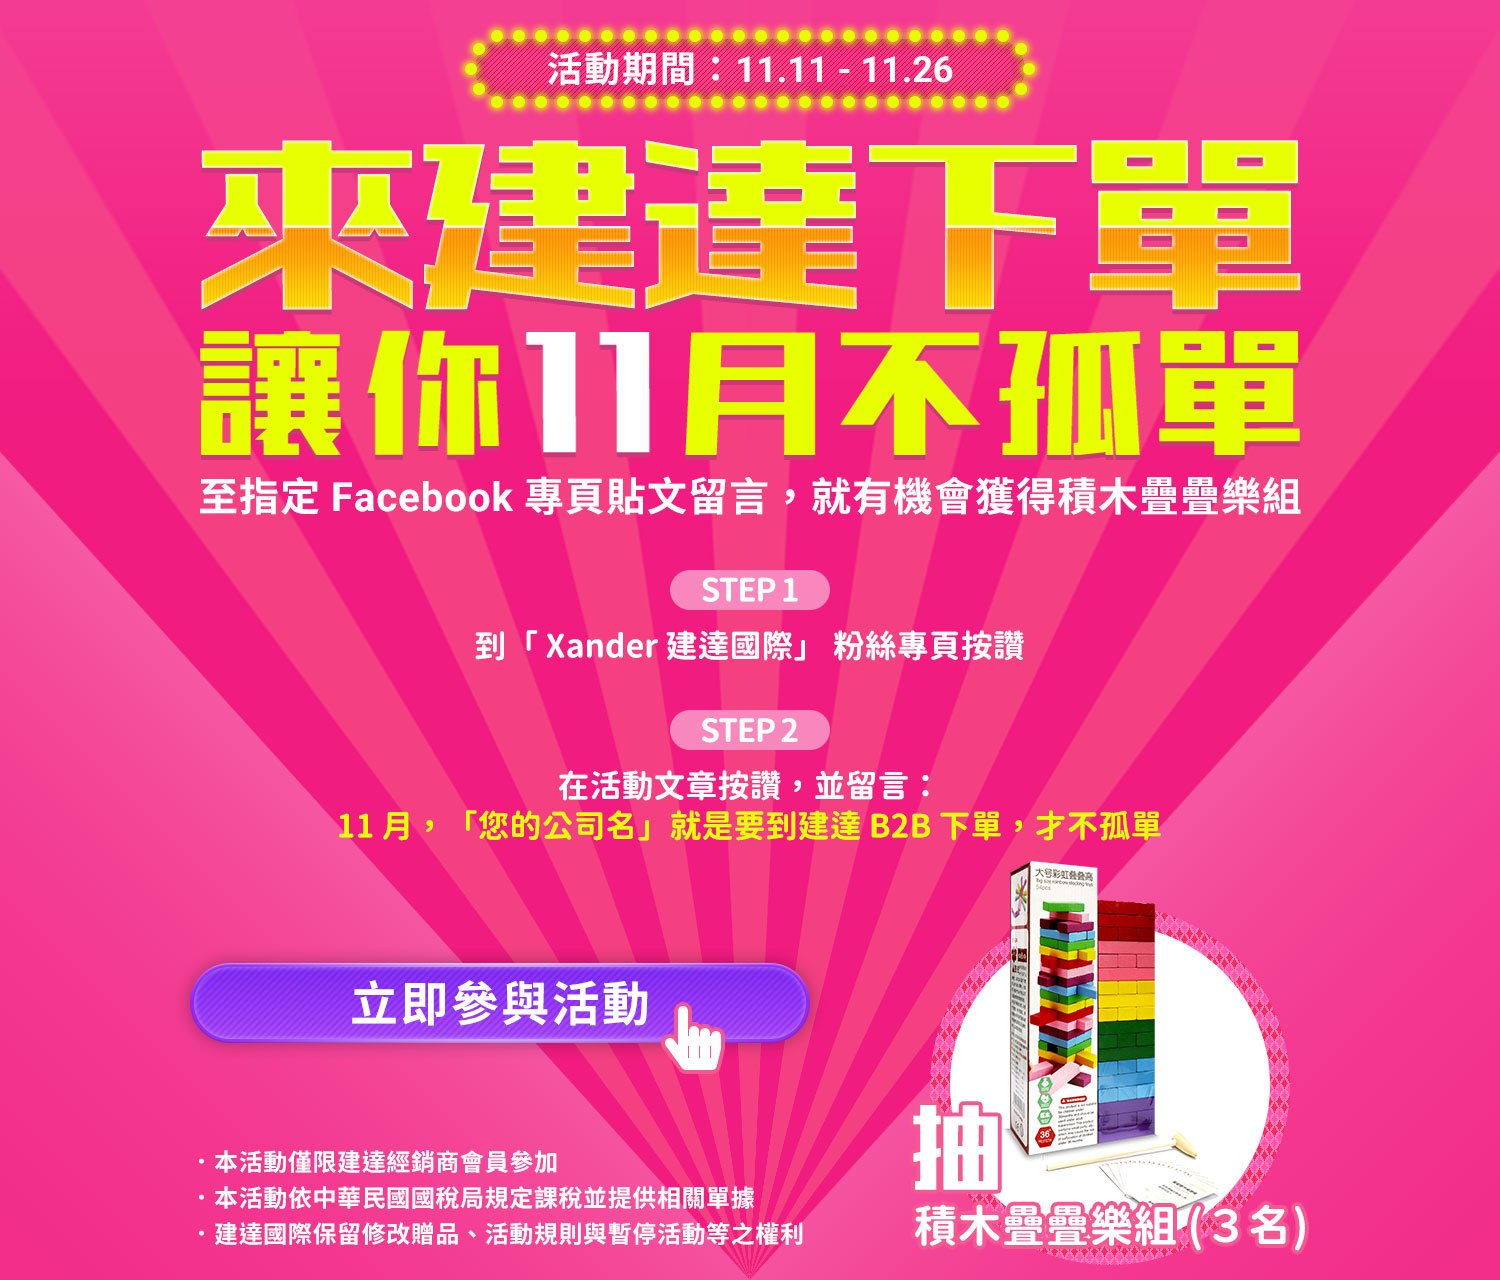 活動期間：11.11 - 11.26
來建達下單
讓你11月不孤單
至指定 Facebook 專頁貼文留言，就有機會獲得積木疊疊樂組
STEP 1
到「 Xander 建達國際」 粉絲專頁按讚
STEP 2
在活動文章按讚，並留言：
11 月，「您的公司名」就是要到建達 B2B 下單，才不孤單
大号彩虹叠叠高
Big size rainbow stacking toys
54pcs
立即參與活動
36+
抽
積木疊疊樂組 ( 3 名)
・本活動僅限建達經銷商會員參加
・本活動依中華民國國稅局規定課稅並提供相關單據
・建達國際保留修改贈品、活動規則與暫停活動等之權利